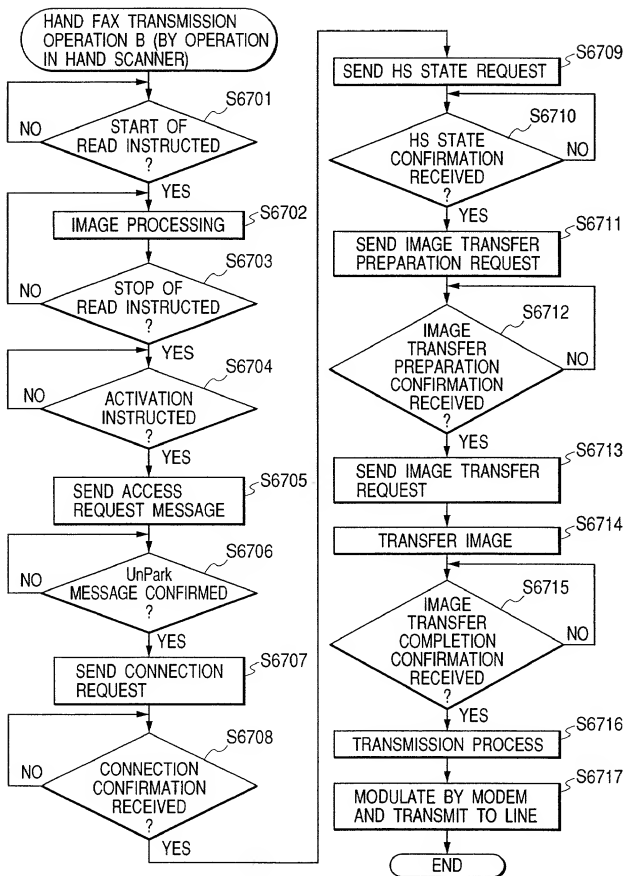 HAND FAX TRANSMISSION
OPERATION B (BY OPERATION
IN HAND SCANNER)
S6701
START OF
READ INSTRUCTED
?
NO
YES
IMAGE PROCESSING
S6702
S6703
STOP OF
READ INSTRUCTED
?
NO
YES
S6704
ACTIVATION
INSTRUCTED
?
NO
YES
SEND ACCESS
REQUEST MESSAGE
S6705
S6706
UnPark
MESSAGE CONFIRMED
?
NO
YES
SEND CONNECTION
REQUEST
S6707
S6708
CONNECTION
CONFIRMATION
RECEIVED
?
NO
YES
S6709
SEND HS STATE REQUEST
S6710
HS STATE
CONFIRMATION
RECEIVED
?
NO
YES
S6711
SEND IMAGE TRANSFER
PREPARATION REQUEST
S6712
IMAGE
TRANSFER
PREPARATION
CONFIRMATION
RECEIVED
?
NO
YES
S6713
SEND IMAGE TRANSFER
REQUEST
S6714
TRANSFER IMAGE
S6715
IMAGE
TRANSFER
COMPLETION
CONFIRMATION
RECEIVED
?
NO
YES
S6716
TRANSMISSION PROCESS
S6717
MODULATE BY MODEM
AND TRANSMIT TO LINE
END